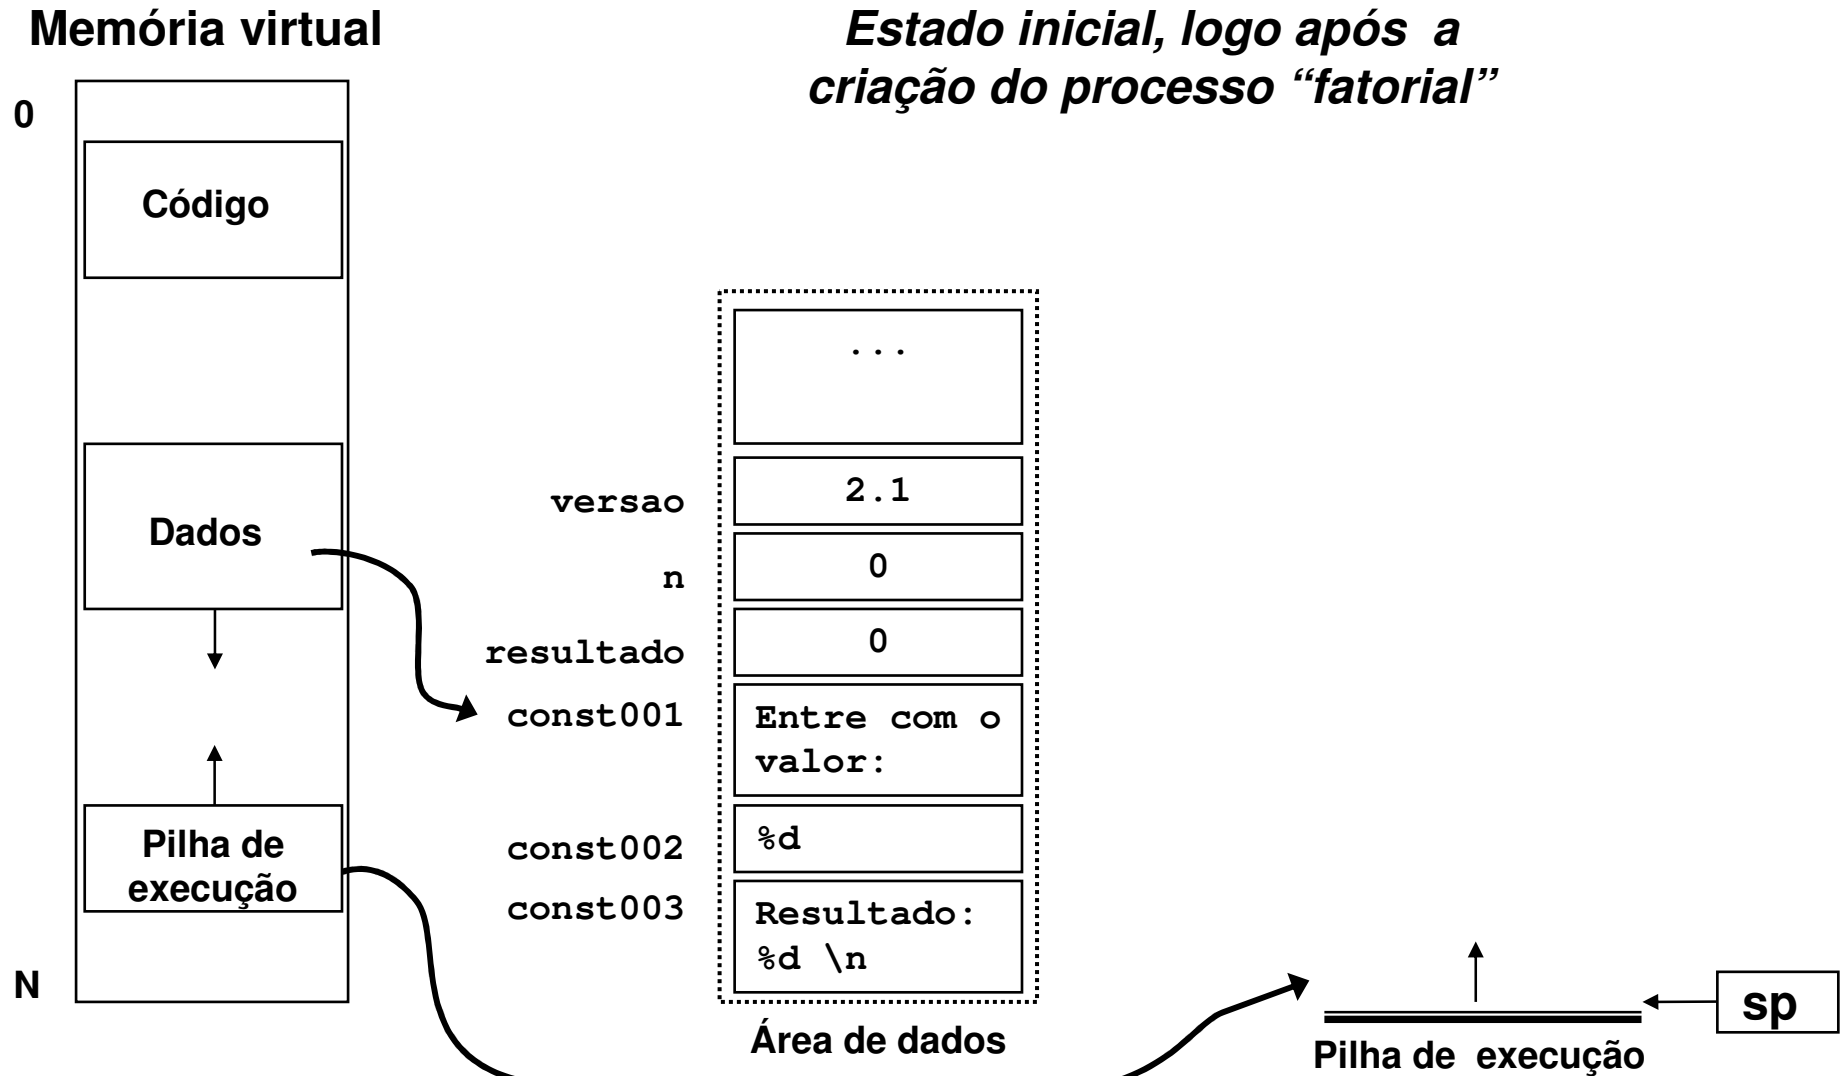 Memória virtual
Estado inicial, logo após a
criação do processo “fatorial”
0
Código
Dados
Pilha de
execução
N
...
versao
2.1
n
0
resultado
0
const001
Entre com o
valor:
const002
%d
const003
Resultado:
%d \n
Área de dados
sp
Pilha de execução